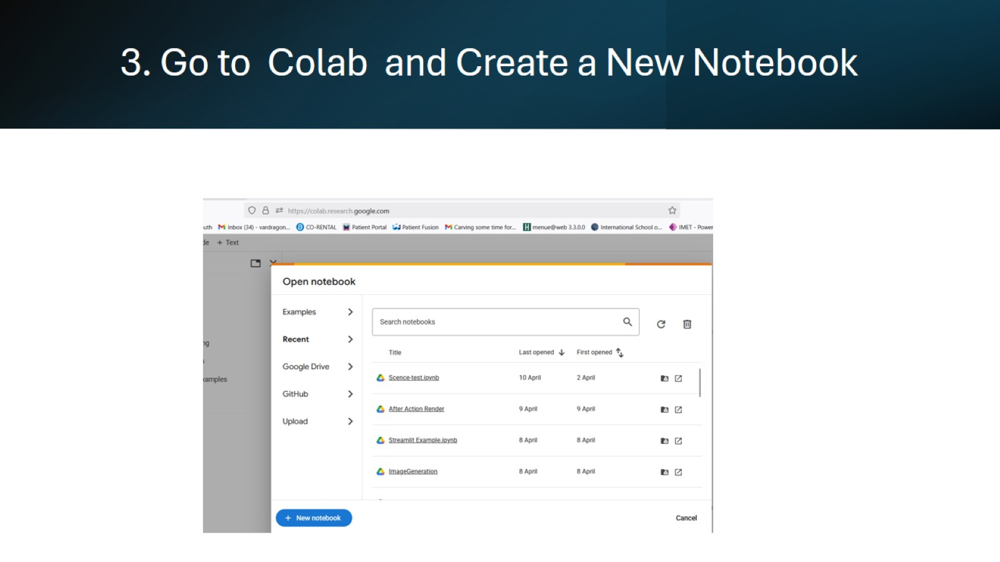 3. Go to Colab and Create a New Notebook
https://colab.research.google.com
uth Inbox (34) - vardragon... CO-RENTAL Patient Portal Patient Fusion Carving some time for... menue@web 3.3.0.0 International School o... IMET - Power
de + Text
Open notebook
Examples
Search notebooks
Recent
ng
Title Last opened First opened
Google Drive
s
Scence-test.ipynb 10 April 2 April
xamples
GitHub
After Action Render 9 April 9 April
Upload
Streamlit Example.ipynb 8 April 8 April
ImageGeneration 8 April 8 April
+ New notebook Cancel